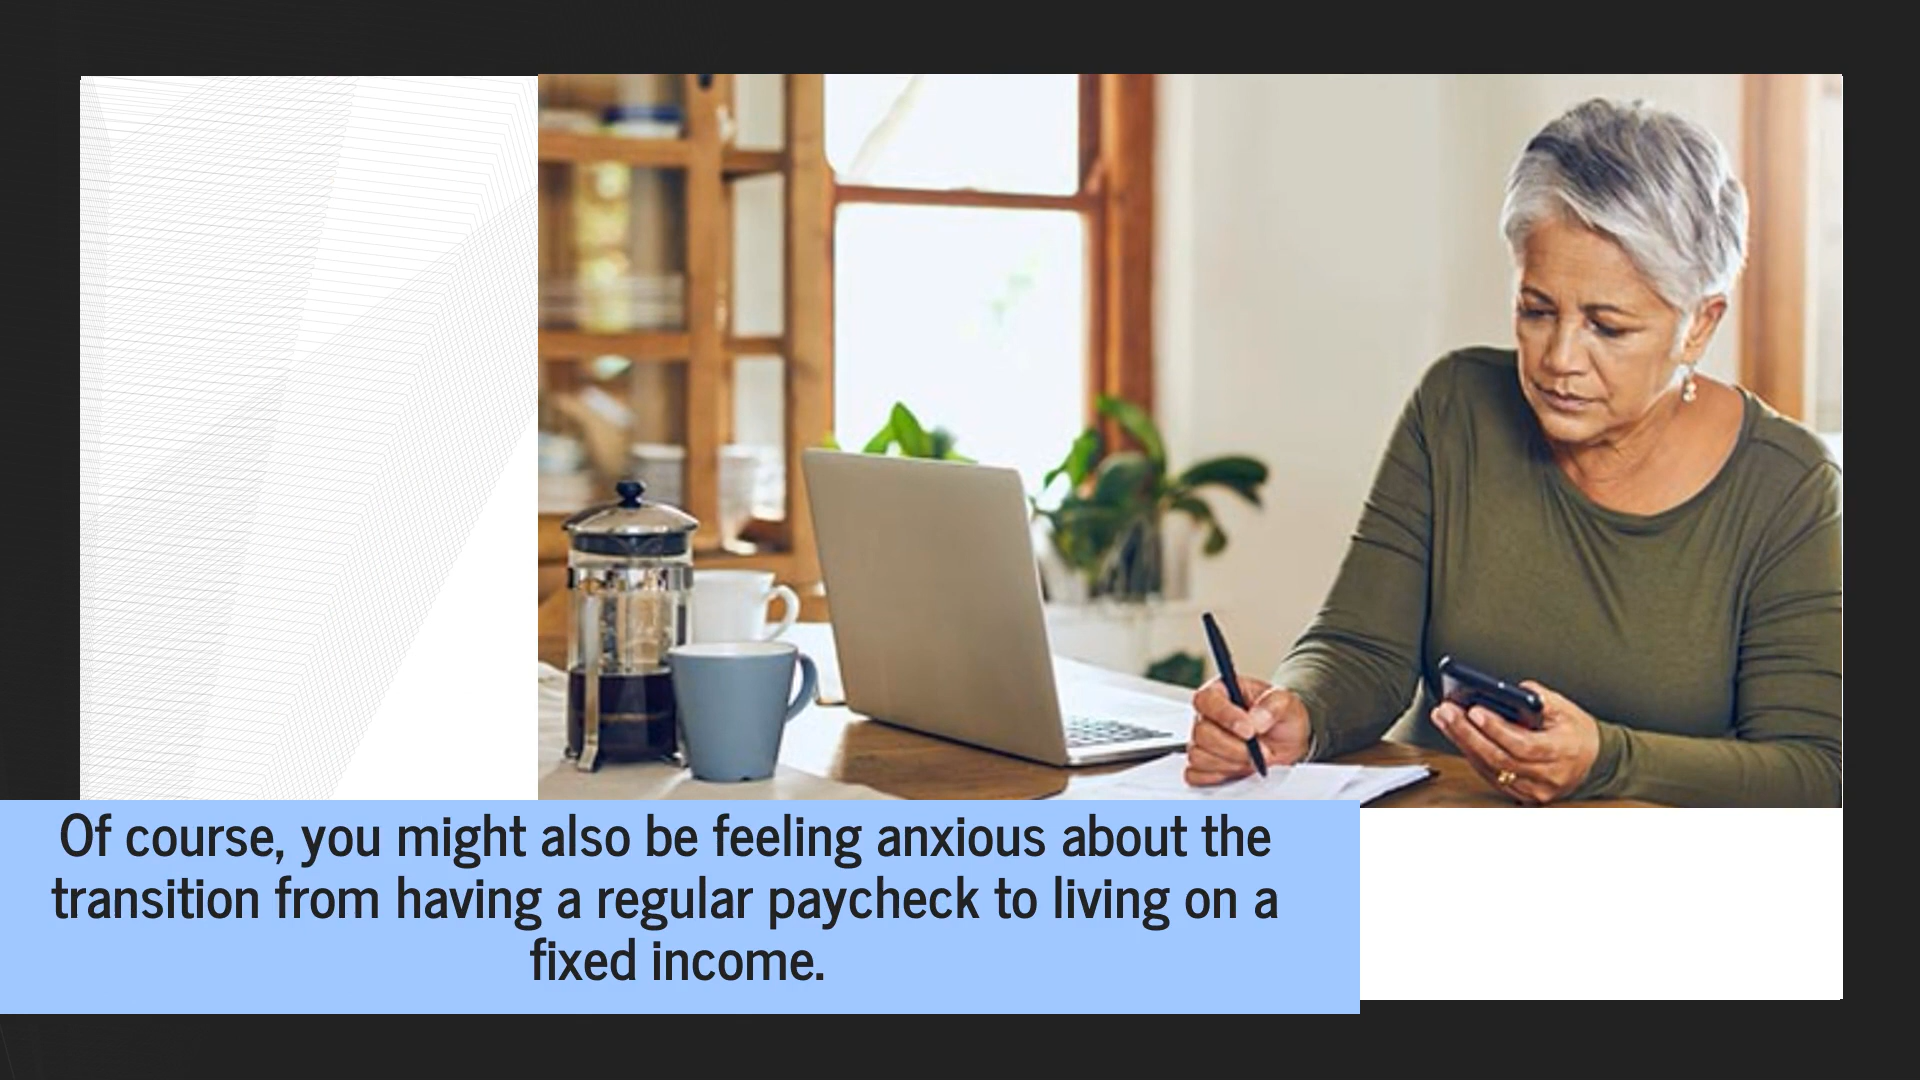 Of course, you might also be feeling anxious about the
transition from having a regular paycheck to living on a
fixed income.